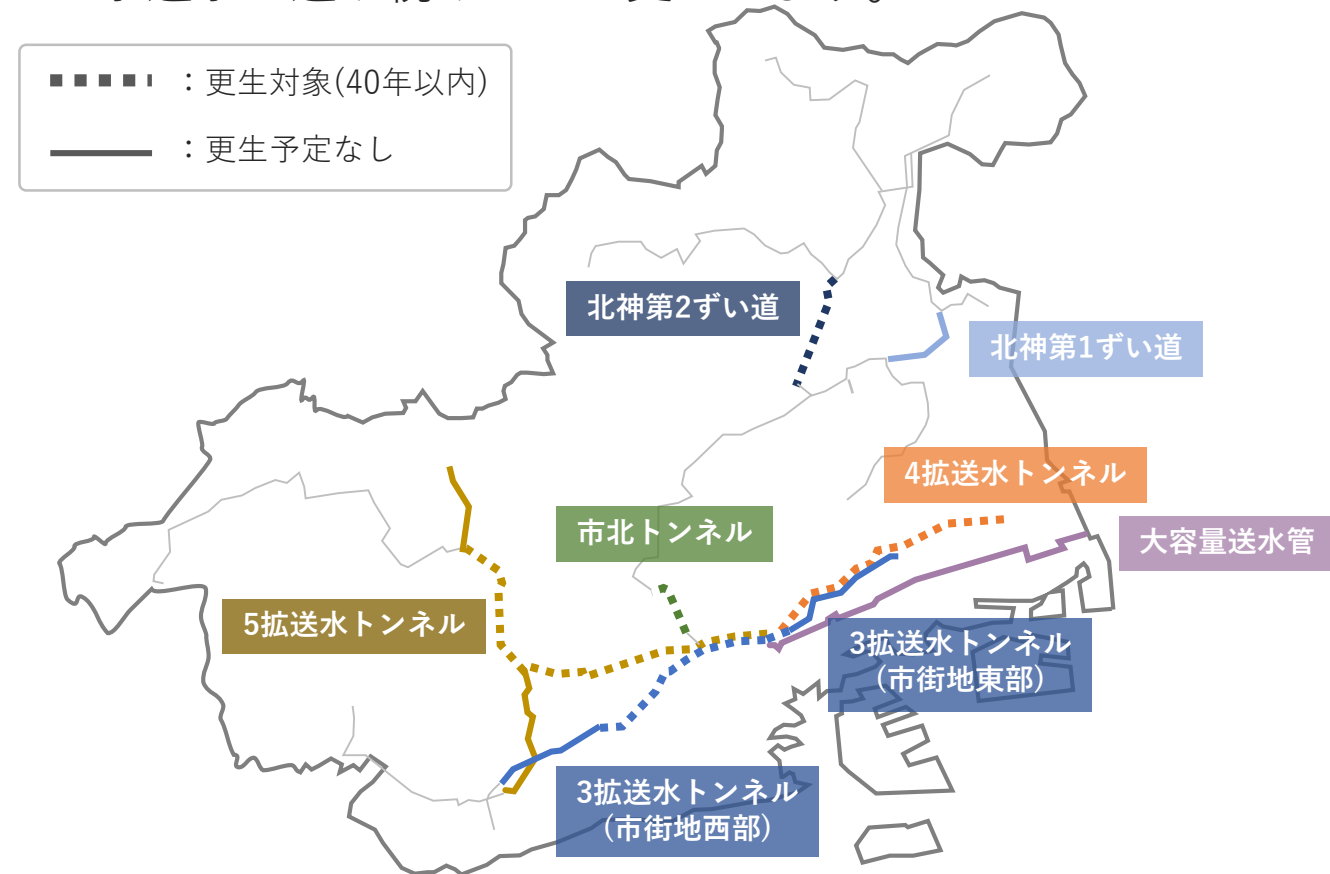 ：更生対象(40年以内)
：更生予定なし
北神第2ずい道
北神第1ずい道
4拡送水トンネル
市北トンネル
大容量送水管
5拡送水トンネル
3拡送水トンネル
(市街地東部)
3拡送水トンネル
(市街地西部)